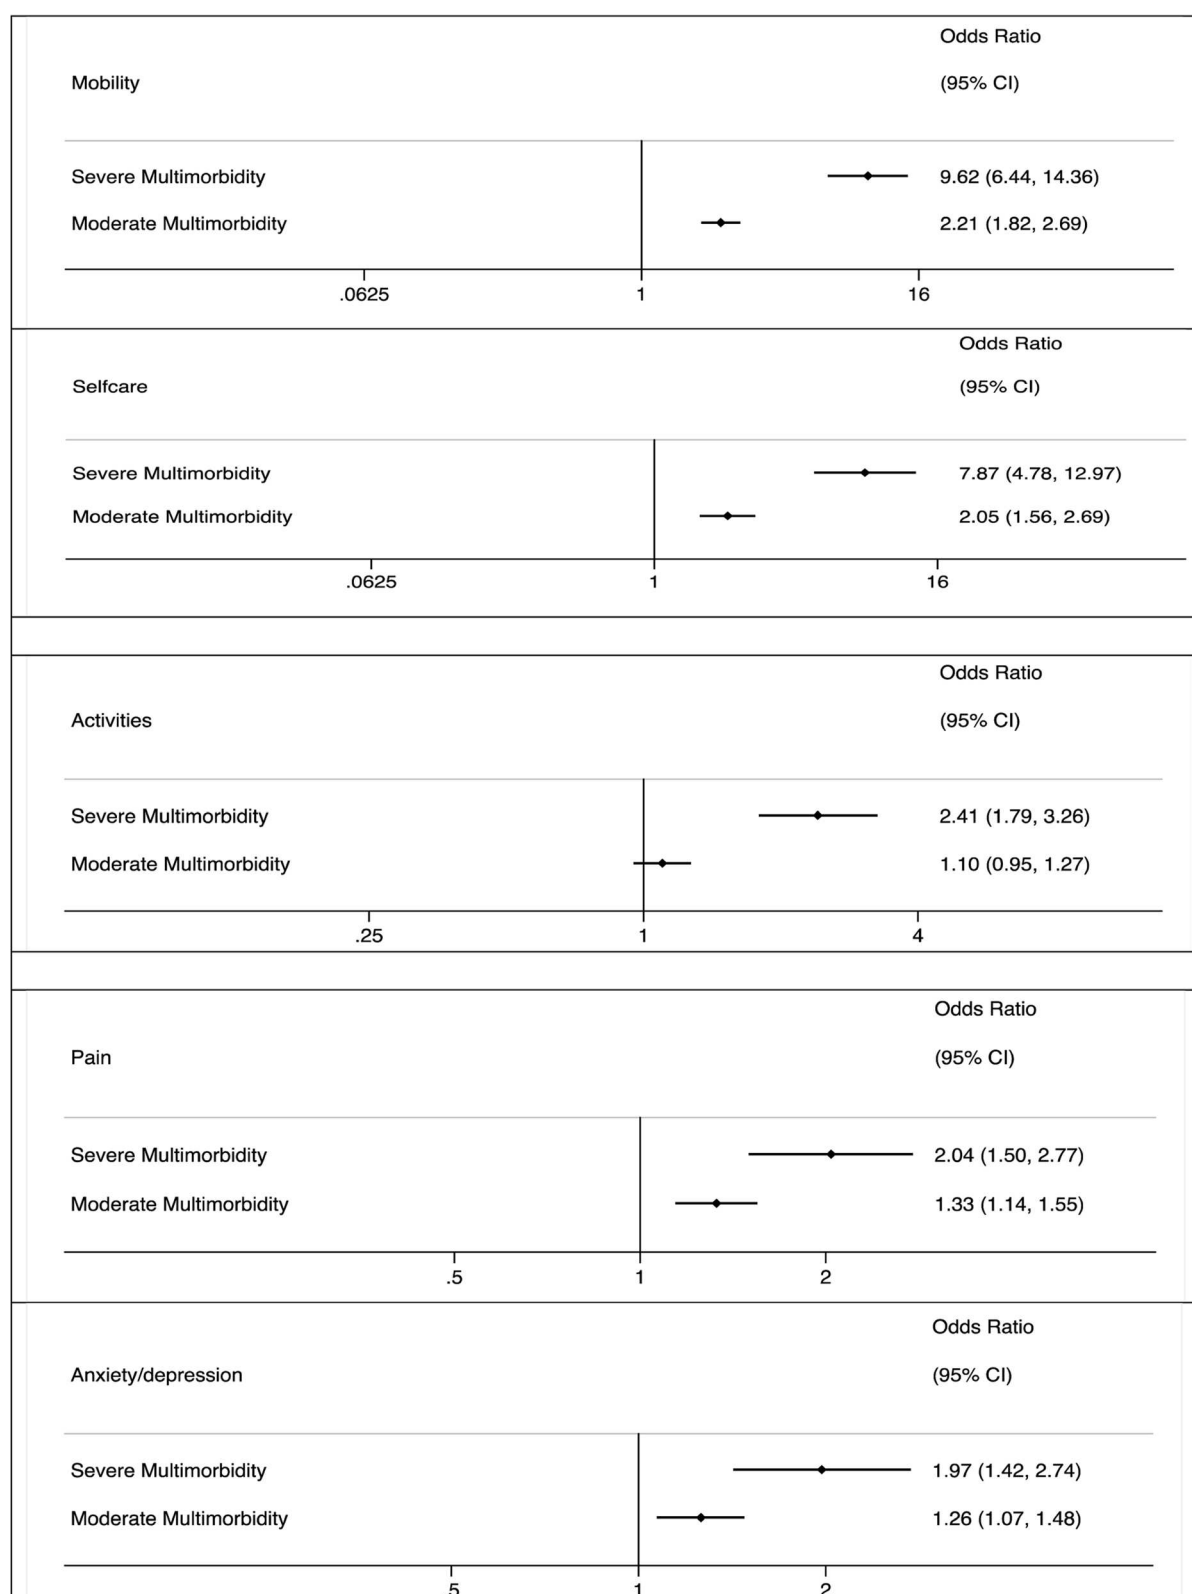 Odds Ratio
Mobility (95% CI)
Severe Multimorbidity 9.62 (6.44, 14.36)
Moderate Multimorbidity 2.21 (1.82, 2.69)
.0625 1 16
Odds Ratio
Selfcare (95% CI)
Severe Multimorbidity 7.87 (4.78, 12.97)
Moderate Multimorbidity 2.05 (1.56, 2.69)
.0625 1 16
Odds Ratio
Activities (95% CI)
Severe Multimorbidity 2.41 (1.79, 3.26)
Moderate Multimorbidity 1.10 (0.95, 1.27)
.25 1 4
Odds Ratio
Pain (95% CI)
Severe Multimorbidity 2.04 (1.50, 2.77)
Moderate Multimorbidity 1.33 (1.14, 1.55)
.5 1 2
Odds Ratio
Anxiety/depression (95% CI)
Severe Multimorbidity 1.97 (1.42, 2.74)
Moderate Multimorbidity 1.26 (1.07, 1.48)
.5 1 2